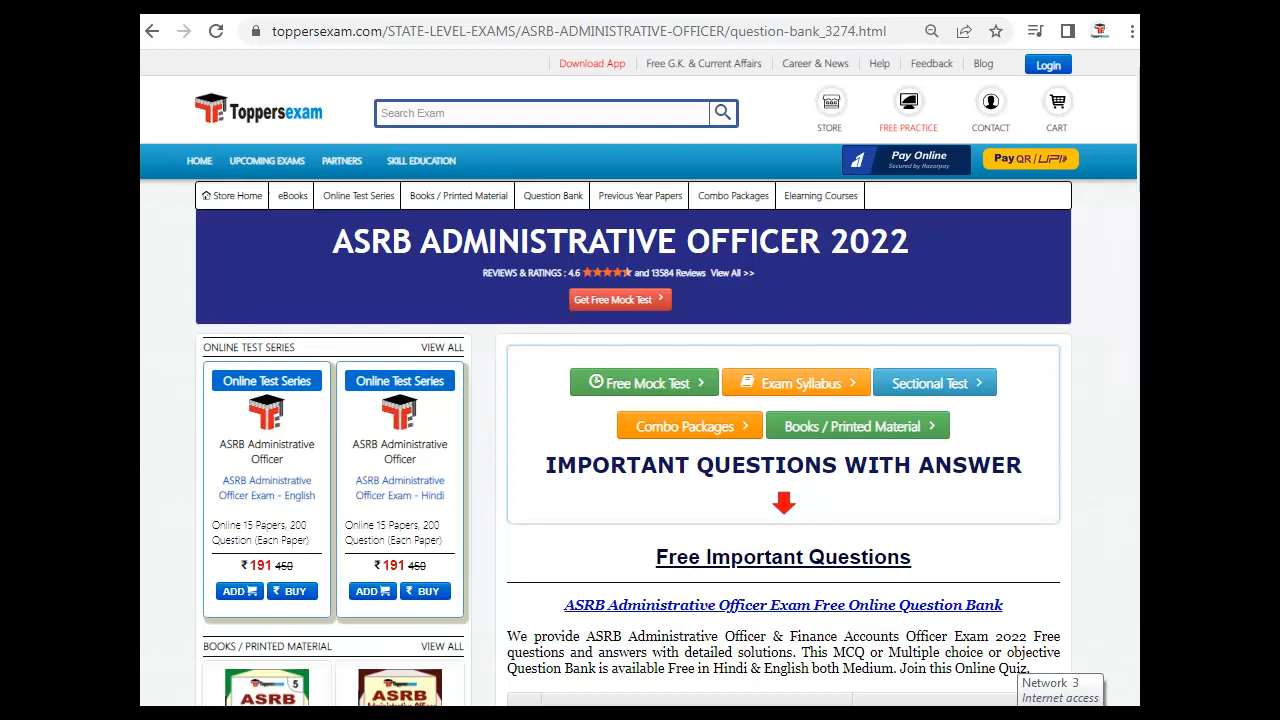 toppersexam.com/STATE-LEVEL-EXAMS/ASRB-ADMINISTRATIVE-OFFICER/question-bank_3274.html
Download App Free G.K. & Current Affairs Career & News Help Feedback Blog Login
Toppersexam
Search Exam
STORE FREE PRACTICE CONTACT CART
HOME UPCOMING EXAMS PARTNERS SKILL EDUCATION
Pay Online
Secured by Razorpay
Pay QR / UPI
Store Home eBooks Online Test Series Books / Printed Material Question Bank Previous Year Papers Combo Packages Elearning Courses
ASRB ADMINISTRATIVE OFFICER 2022
REVIEWS & RATINGS : 4.6 and 13584 Reviews View All >>
Get Free Mock Test
ONLINE TEST SERIES VIEW ALL
Online Test Series
ASRB Administrative
Officer
ASRB Administrative
Officer Exam - English
Online 15 Papers, 200
Question (Each Paper)
₹ 191 450
ADD ₹ BUY
Online Test Series
ASRB Administrative
Officer
ASRB Administrative
Officer Exam - Hindi
Online 15 Papers, 200
Question (Each Paper)
₹ 191 450
ADD ₹ BUY
BOOKS / PRINTED MATERIAL VIEW ALL
Toppersexam 5
ASRB
Toppersexam
ASRB
Free Mock Test Exam Syllabus Sectional Test
Combo Packages Books / Printed Material
IMPORTANT QUESTIONS WITH ANSWER
Free Important Questions
ASRB Administrative Officer Exam Free Online Question Bank
We provide ASRB Administrative Officer & Finance Accounts Officer Exam 2022 Free
questions and answers with detailed solutions. This MCQ or Multiple choice or objective
Question Bank is available Free in Hindi & English both Medium. Join this Online Quiz.
Network 3
Internet access